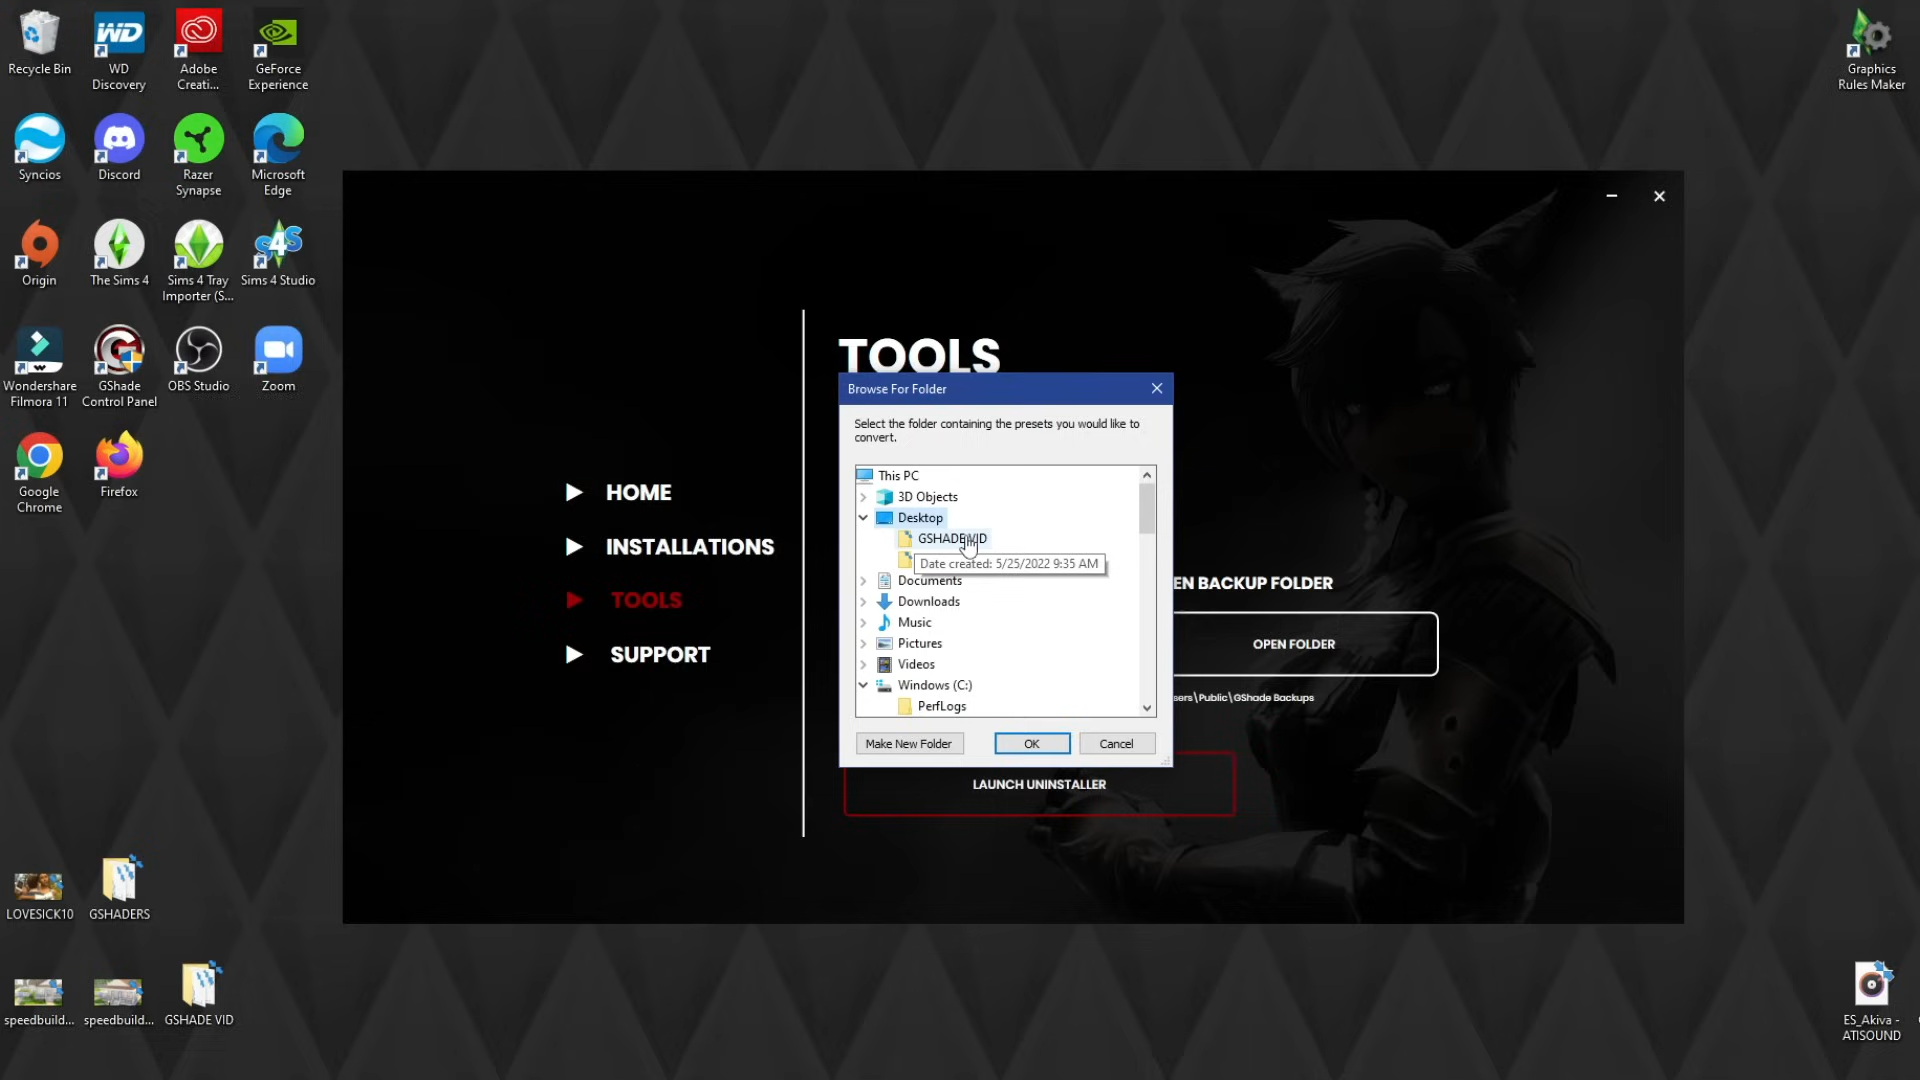 Recycle Bin
WD
Discovery
Adobe
Creati...
GeForce
Experience
Graphics
Rules Maker
Syncios
Discord
Razer
Synapse
Microsoft
Edge
Origin
The Sims 4
Sims 4 Tray
Importer (S...
Sims 4 Studio
Wondershare
Filmora 11
GShade
Control Panel
OBS Studio
Zoom
Google
Chrome
Firefox
LOVESICK10
GSHADERS
speedbuild...
speedbuild...
GSHADE VID
ES_Akiva -
ATISOUND
HOME
INSTALLATIONS
TOOLS
SUPPORT
TOOLS
Browse For Folder
Select the folder containing the presets you would like to
convert.
This PC
3D Objects
Desktop
GSHADE VID
Date created: 5/25/2022 9:35 AM
Documents
Downloads
Music
Pictures
Videos
Windows (C:)
PerfLogs
Make New Folder
OK
Cancel
EN BACKUP FOLDER
OPEN FOLDER
sers\Public\GShade Backups
LAUNCH UNINSTALLER